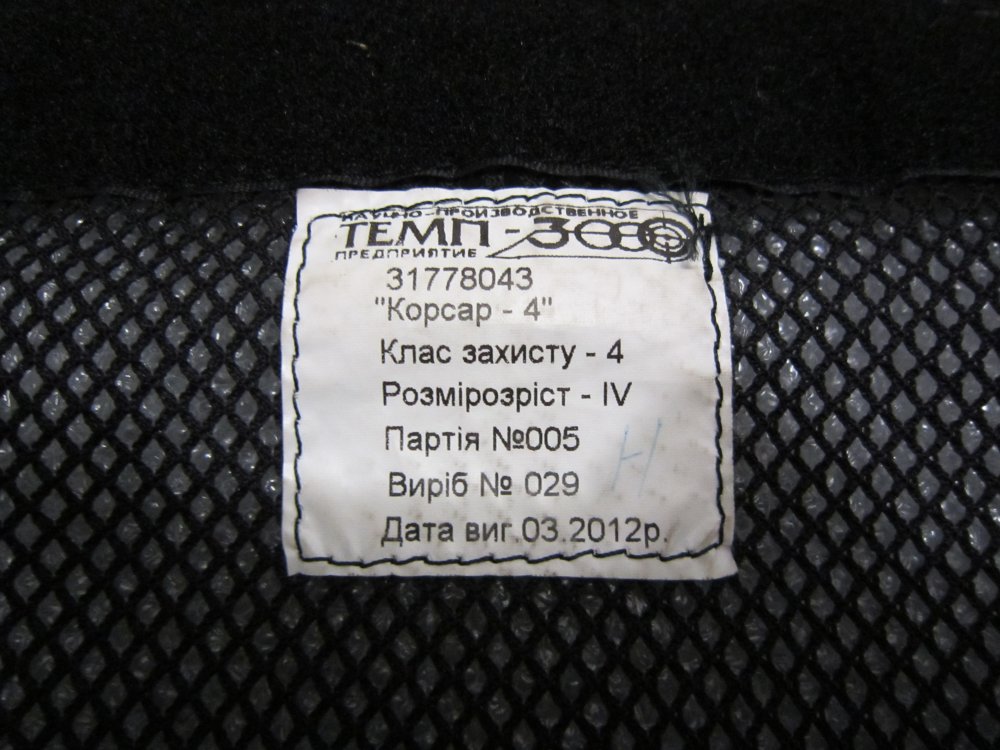 НАУЧНО-ПРОИЗВОДСТВЕННОЕ
ТЕМП-3000
ПРЕДПРИЯТИЕ
31778043
"Корсар - 4"
Клас захисту - 4
Розмірозріст - IV
Партія №005
Н
Виріб № 029
Дата виг.03.2012р.